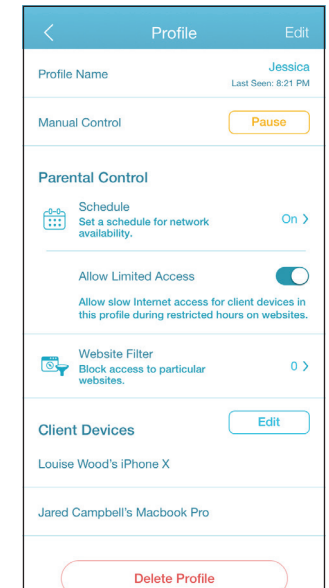 Profile Edit
Profile Name Jessica
Last Seen: 8:21 PM
Manual Control Pause
Parental Control
Schedule
Set a schedule for network
availability.
On
Allow Limited Access
Allow slow Internet access for client devices in
this profile during restricted hours on websites.
Website Filter
Block access to particular
websites.
0
Client Devices Edit
Louise Wood's iPhone X
Jared Campbell's Macbook Pro
Delete Profile